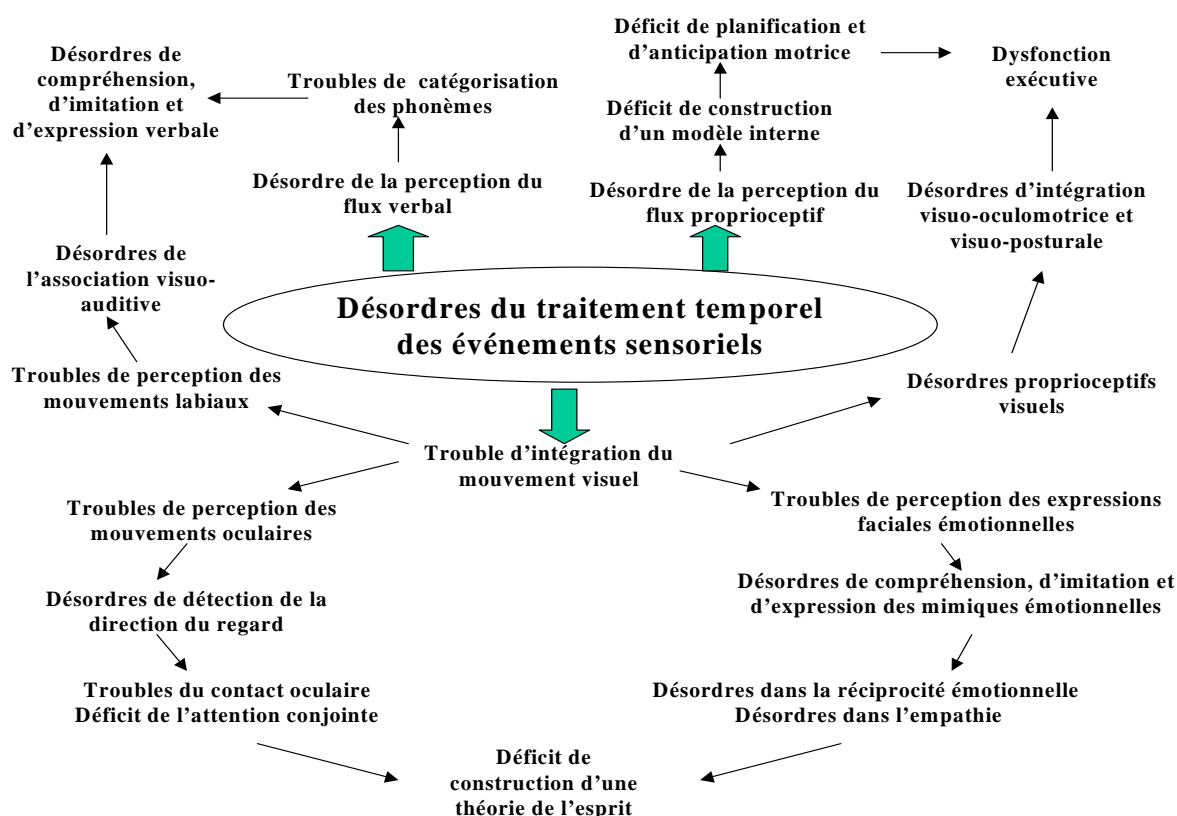 Déficit de planification et
d'anticipation motrice
Désordres de
compréhension,
d'imitation et
d'expression verbale
Troubles de catégorisation
des phonèmes
Dysfonction
exécutive
Déficit de construction
d'un modèle interne
Désordre de la perception du
flux verbal
Désordre de la perception du
flux proprioceptif
Désordres d'intégration
visuo-oculomotrice et
visuo-posturale
Désordres de
l'association visuo-
auditive
Désordres du traitement temporel
des événements sensoriels
Troubles de perception des
mouvements labiaux
Désordres proprioceptifs
visuels
Trouble d'intégration du
mouvement visuel
Troubles de perception des
mouvements oculaires
Troubles de perception des expressions
faciales émotionnelles
Désordres de détection de la
direction du regard
Désordres de compréhension, d'imitation et
d'expression des mimiques émotionnelles
Troubles du contact oculaire
Déficit de l'attention conjointe
Désordres dans la réciprocité émotionnelle
Désordres dans l'empathie
Déficit de
construction d'une
théorie de l'esprit